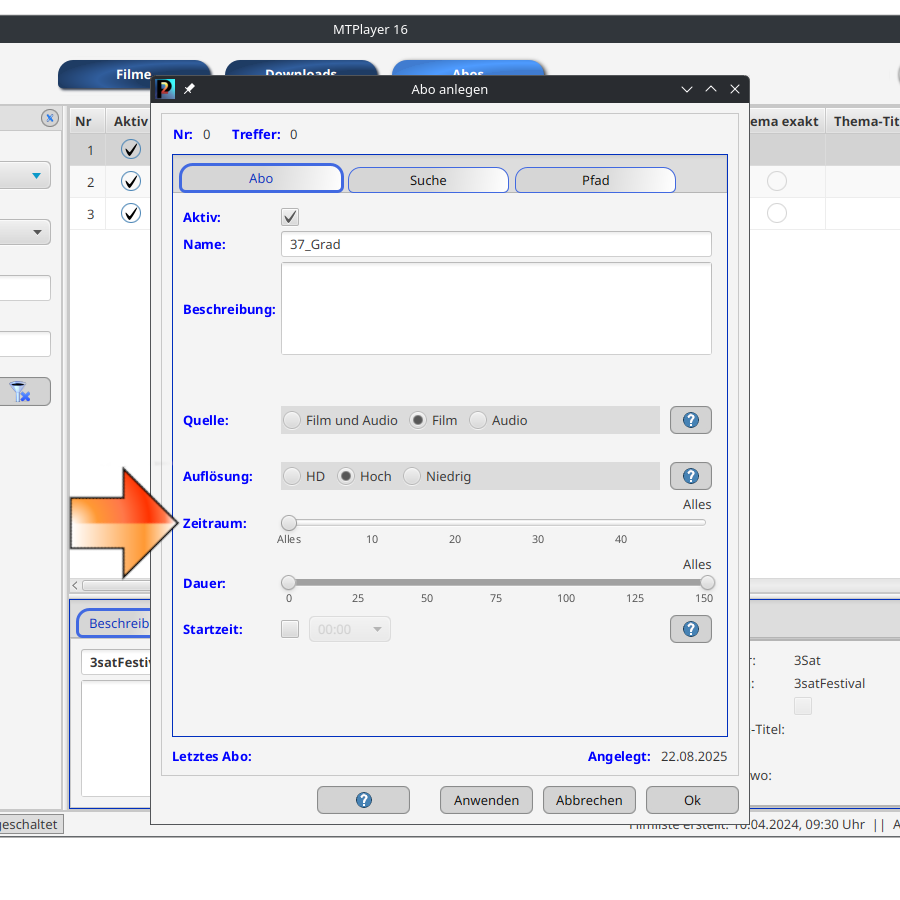 MTPlayer 16
Filme
Downloads
Abos
Abo anlegen
Nr
Aktiv
ema exakt
Thema-Tit
1
2
3
Nr: 0 Treffer: 0
Abo
Suche
Pfad
Aktiv:
Name: 37_Grad
Beschreibung:
Quelle: Film und Audio Film Audio
Auflösung: HD Hoch Niedrig
Alles
Zeitraum:
Alles 10 20 30 40
Alles
Dauer:
0 25 50 75 100 125 150
Startzeit: 00:00
Letztes Abo:
Angelegt: 22.08.2025
Anwenden
Abbrechen
Ok
Beschreib
3satFestiv
r: 3Sat
: 3satFestival
-Titel:
wo:
geschaltet
Filmliste erstellt: 10.04.2024, 09:30 Uhr || A